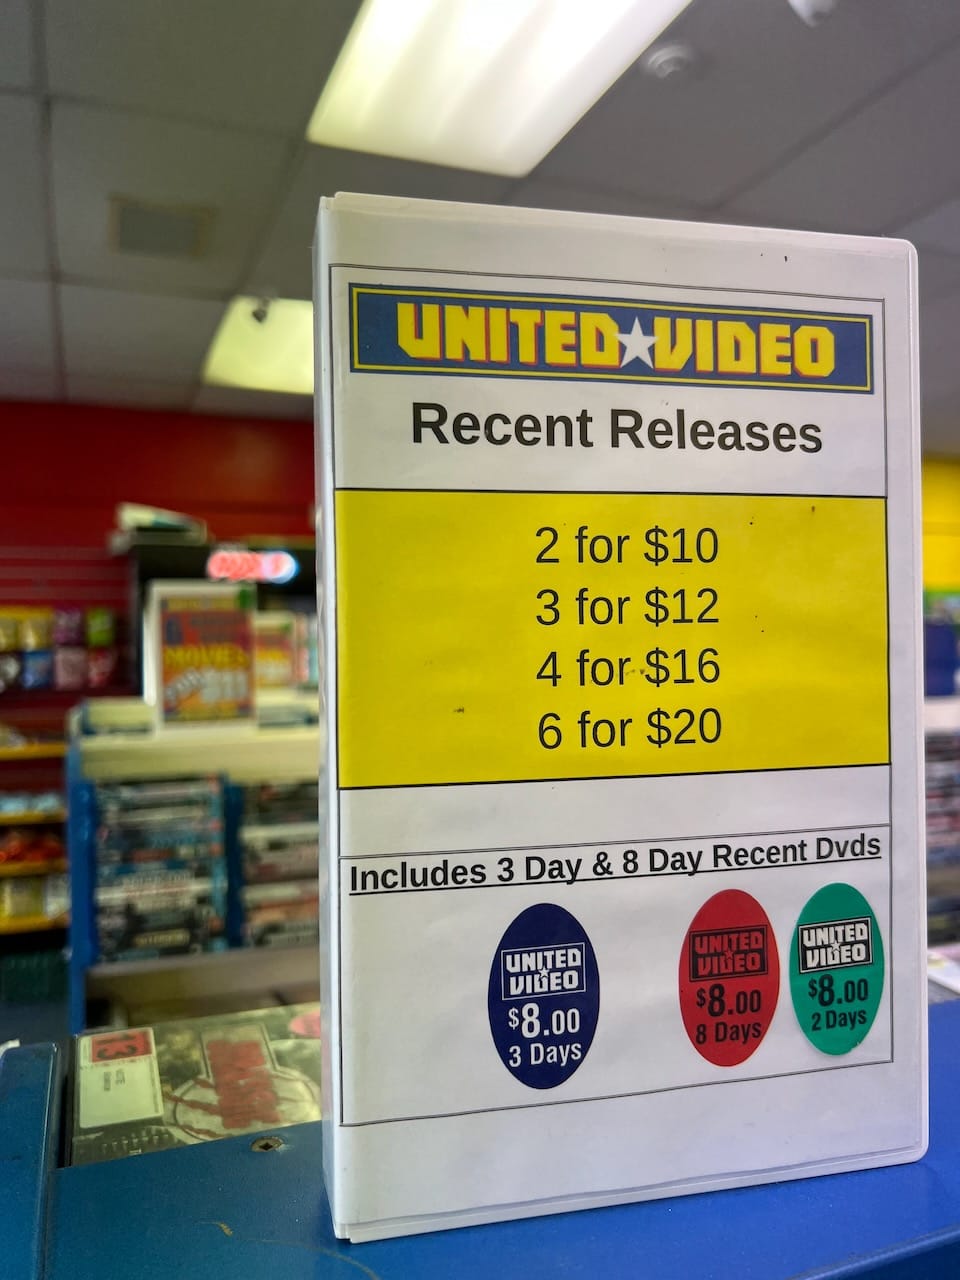 UNITED VIDEO
Recent Releases
2 for $10
3 for $12
4 for $16
6 for $20
Includes 3 Day & 8 Day Recent Dvds
UNITED
VIDEO
$8.00
3 Days
UNITED
VIDEO
$8.00
8 Days
UNITED
VIDEO
$8.00
2 Days
MOVIES
13